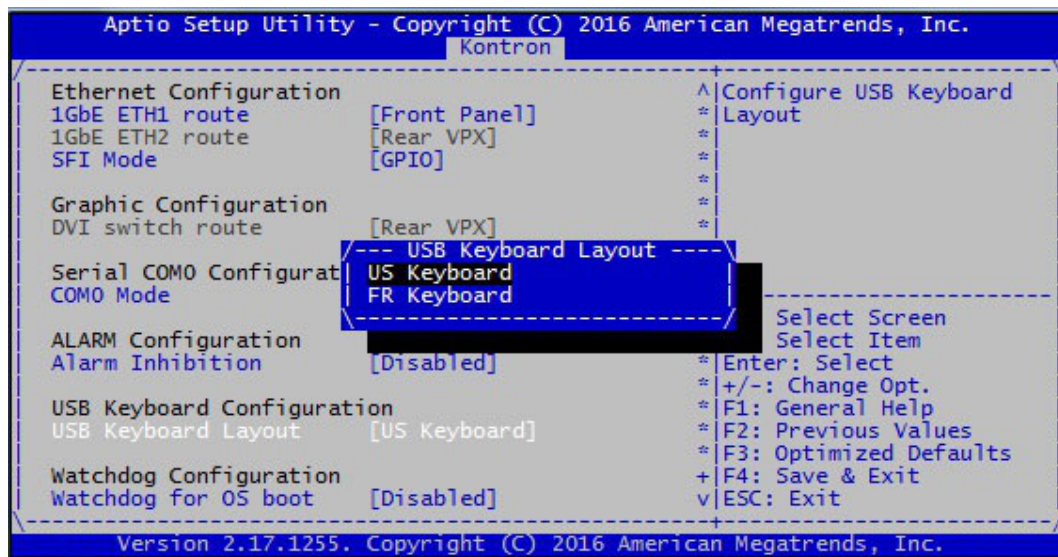 Aptio Setup Utility - Copyright (C) 2016 American Megatrends, Inc.
Kontron
Ethernet Configuration
1GbE ETH1 route [Front Panel]
1GbE ETH2 route [Rear VPX]
SFI Mode [GPIO]
Graphic Configuration
DVI switch route [Rear VPX]
Serial COM0 Configurat
COM0 Mode
ALARM Configuration
Alarm Inhibition [Disabled]
USB Keyboard Configuration
USB Keyboard Layout [US Keyboard]
Watchdog Configuration
Watchdog for OS boot [Disabled]
USB Keyboard Layout
US Keyboard
FR Keyboard
Configure USB Keyboard
Layout
Select Screen
Select Item
Enter: Select
+/-: Change Opt.
F1: General Help
F2: Previous Values
F3: Optimized Defaults
F4: Save & Exit
ESC: Exit
Version 2.17.1255. Copyright (C) 2016 American Megatrends, Inc.